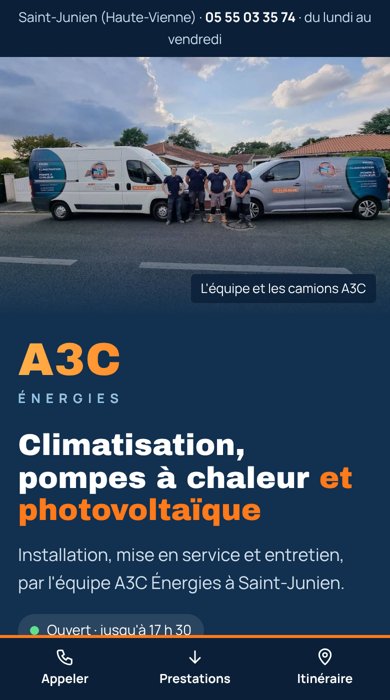 Saint-Junien (Haute-Vienne) · 05 55 03 35 74 · du lundi au
vendredi
L'équipe et les camions A3C
A3C
ÉNERGIES
Climatisation,
pompes à chaleur et
photovoltaïque
Installation, mise en service et entretien,
par l'équipe A3C Énergies à Saint-Junien.
Ouvert · jusqu'à 17 h 30
Appeler
Prestations
Itinéraire